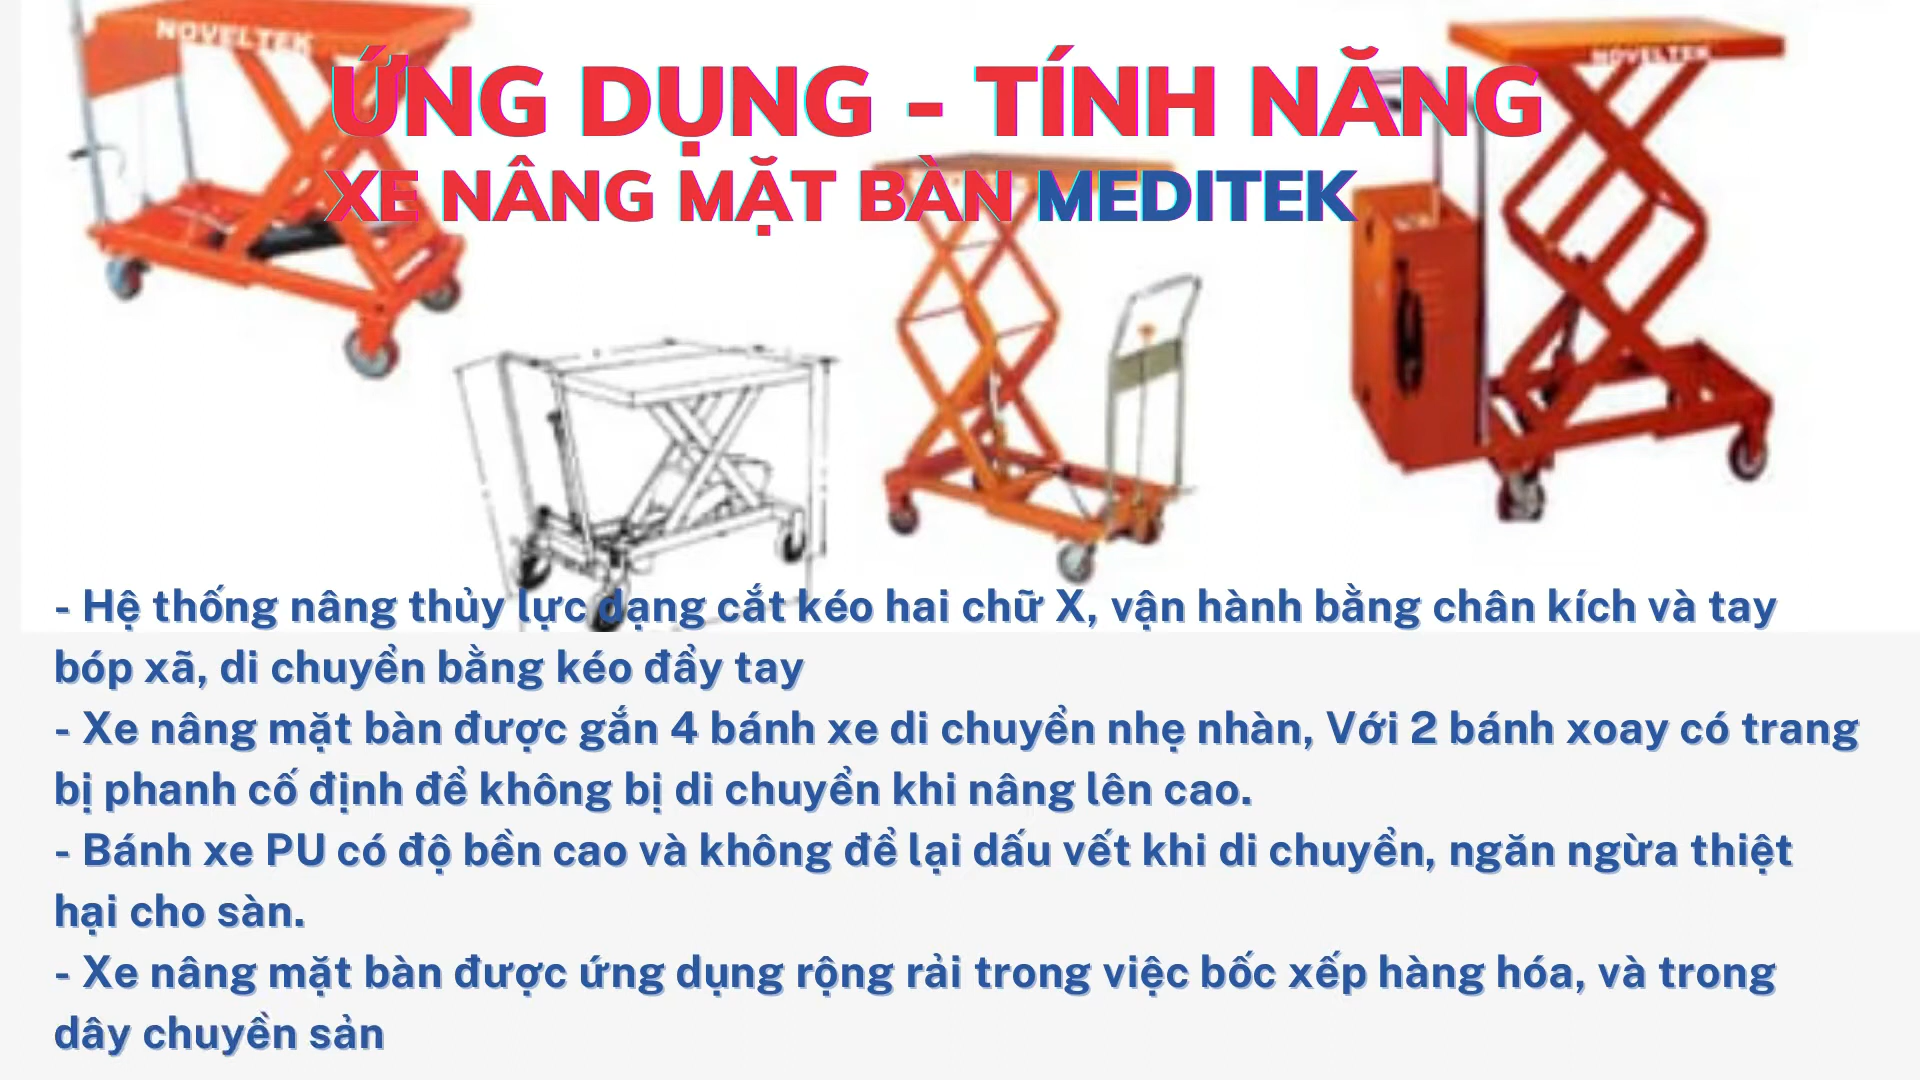 NOVELTEK
NOVELTEK
ỨNG DỤNG - TÍNH NĂNG
XE NÂNG MẶT BÀN MEDITEK
- Hệ thống nâng thủy lực dạng cắt kéo hai chữ X, vận hành bằng chân kích và tay
bóp xã, di chuyển bằng kéo đẩy tay
- Xe nâng mặt bàn được gắn 4 bánh xe di chuyển nhẹ nhàn, Với 2 bánh xoay có trang
bị phanh cố định để không bị di chuyển khi nâng lên cao.
- Bánh xe PU có độ bền cao và không để lại dấu vết khi di chuyển, ngăn ngừa thiệt
hại cho sàn.
- Xe nâng mặt bàn được ứng dụng rộng rải trong việc bốc xếp hàng hóa, và trong
dây chuyền sản